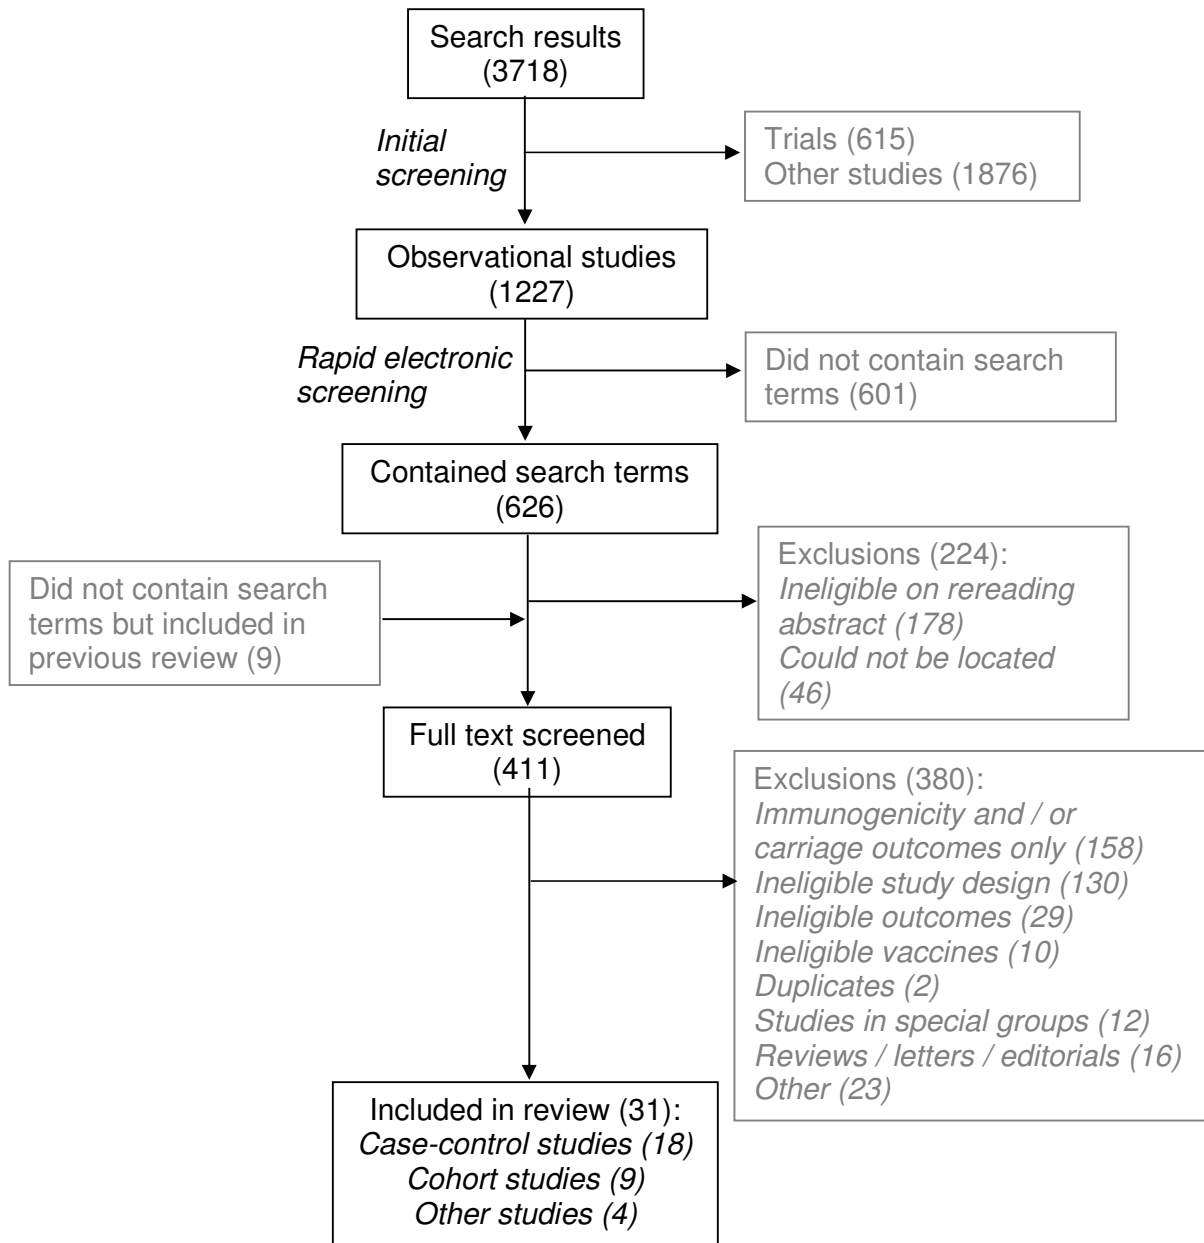 Search results
(3718)
Initial
screening
Trials (615)
Other studies (1876)
Observational studies
(1227)
Rapid electronic
screening
Did not contain search
terms (601)
Contained search terms
(626)
Did not contain search
terms but included in
previous review (9)
Exclusions (224):
Ineligible on rereading
abstract (178)
Could not be located
(46)
Full text screened
(411)
Exclusions (380):
Immunogenicity and / or
carriage outcomes only (158)
Ineligible study design (130)
Ineligible outcomes (29)
Ineligible vaccines (10)
Duplicates (2)
Studies in special groups (12)
Reviews / letters / editorials (16)
Other (23)
Included in review (31):
Case-control studies (18)
Cohort studies (9)
Other studies (4)